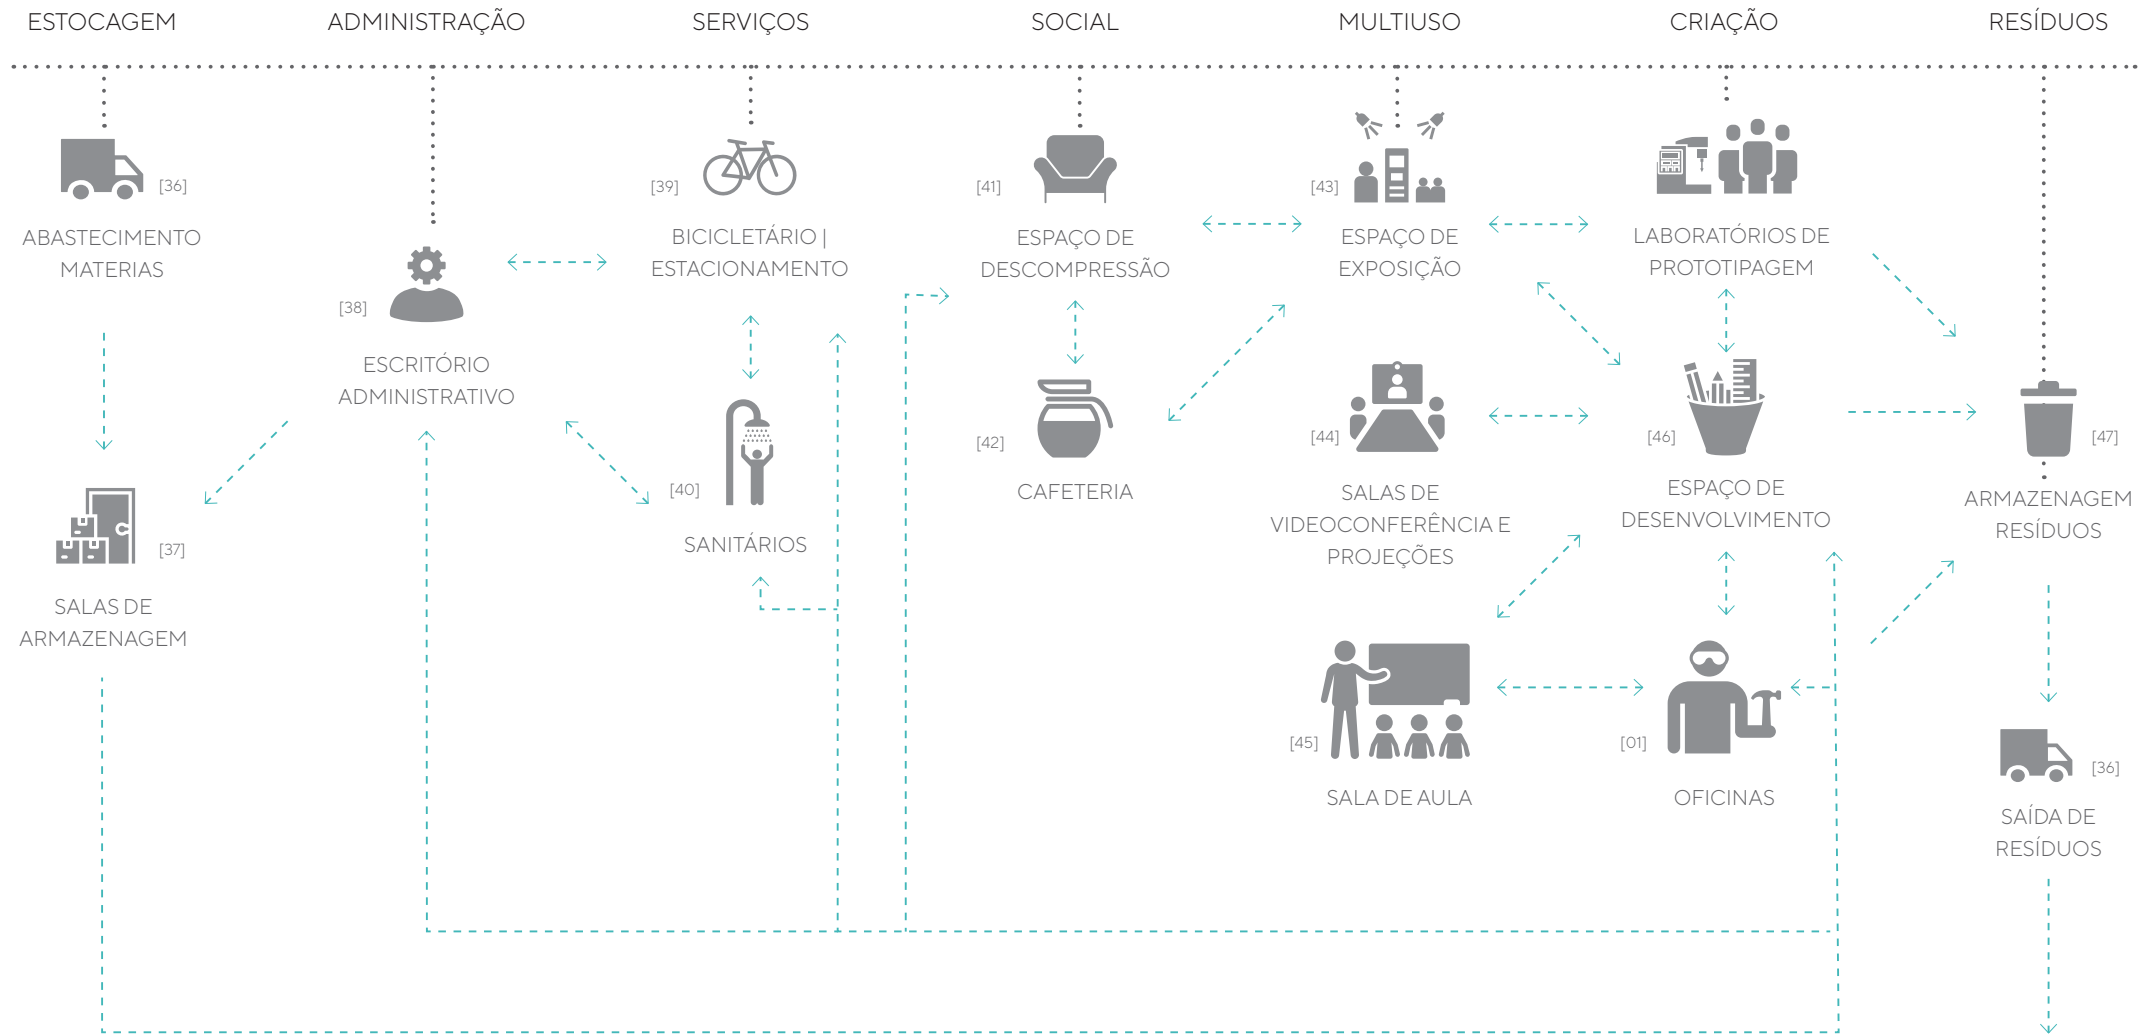 ESTOCAGEM
ADMINISTRAÇÃO
SERVIÇOS
SOCIAL
MULTIUSO
CRIAÇÃO
RESÍDUOS
[36]
ABASTECIMENTO
MATERIAS
[37]
SALAS DE
ARMAZENAGEM
[38]
ESCRITÓRIO
ADMINISTRATIVO
[39]
BICICLETÁRIO |
ESTACIONAMENTO
[40]
SANITÁRIOS
[41]
ESPAÇO DE
DESCOMPRESSÃO
[42]
CAFETERIA
[43]
ESPAÇO DE
EXPOSIÇÃO
[44]
SALAS DE
VIDEOCONFERÊNCIA E
PROJEÇÕES
[45]
SALA DE AULA
LABORATÓRIOS DE
PROTOTIPAGEM
[46]
ESPAÇO DE
DESENVOLVIMENTO
[01]
OFICINAS
[47]
ARMAZENAGEM
RESÍDUOS
[36]
SAÍDA DE
RESÍDUOS